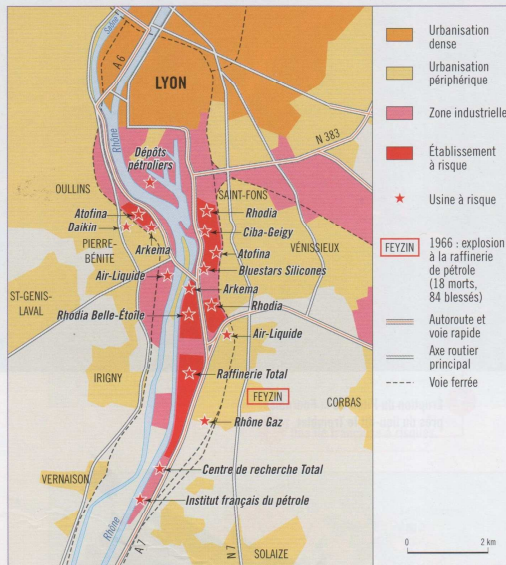 Saône
A 6
LYON
Rhône
N 383
Dépôts
pétroliers
OULLINS
SAINT-FONS
Atofina
Rhodia
Daikin
Ciba-Geigy
PIERRE-
BÉNITE
Arkema
VÉNISSIEUX
Atofina
Air-Liquide
Bluestars Silicones
ST-GENIS-
LAVAL
Arkema
Rhodia Belle-Étoile
Rhodia
Air-Liquide
Raffinerie Total
IRIGNY
FEYZIN
CORBAS
Rhône Gaz
VERNAISON
Centre de recherche Total
Institut français du pétrole
Rhône
A 7
N 7
SOLAIZE
Urbanisation
dense
Urbanisation
périphérique
Zone industrielle
Établissement
à risque
Usine à risque
FEYZIN
1966 : explosion
à la raffinerie
de pétrole
(18 morts,
84 blessés)
Autoroute et
voie rapide
Axe routier
principal
Voie ferrée
0
2 km